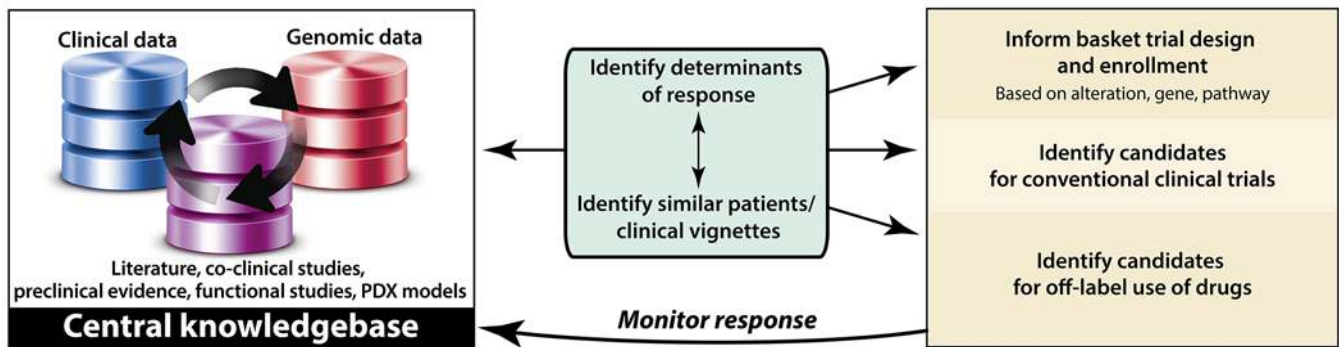 Clinical data
Genomic data
Literature, co-clinical studies,
preclinical evidence, functional studies, PDX models
Central knowledgebase
Identify determinants
of response
Identify similar patients/
clinical vignettes
Monitor response
Inform basket trial design
and enrollment
Based on alteration, gene, pathway
Identify candidates
for conventional clinical trials
Identify candidates
for off-label use of drugs